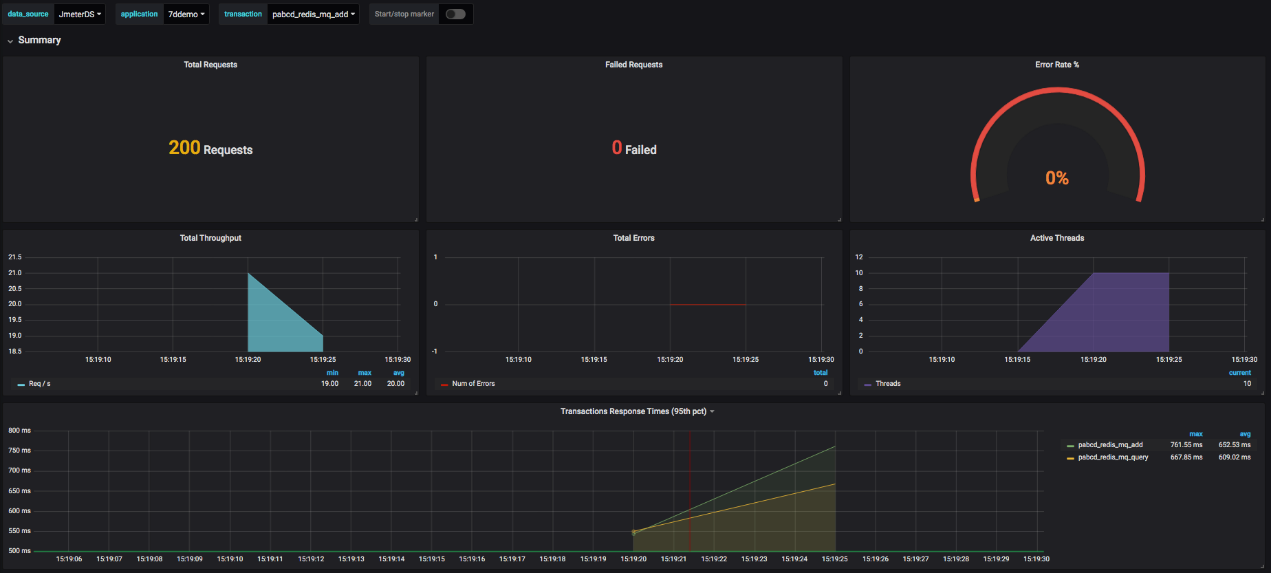 data_source JmeterDS application 7ddemo transaction pabcd_redis_mq_add Start/stop marker
Summary
Total Requests
200 Requests
Failed Requests
0 Failed
Error Rate %
0%
Total Throughput
21.5
21.0
20.5
20.0
19.5
19.0
18.5
15:19:10 15:19:15 15:19:20 15:19:25 15:19:30
min max avg
Req / s 19.00 21.00 20.00
Total Errors
1
0
-1
15:19:10 15:19:15 15:19:20 15:19:25 15:19:30
total
Num of Errors 0
Active Threads
12
10
8
6
4
2
0
15:19:10 15:19:15 15:19:20 15:19:25 15:19:30
current
Threads 10
Transactions Response Times (95th pct)
800 ms
750 ms
700 ms
650 ms
600 ms
550 ms
500 ms
15:19:06 15:19:07 15:19:08 15:19:09 15:19:10 15:19:11 15:19:12 15:19:13 15:19:14 15:19:15 15:19:16 15:19:17 15:19:18 15:19:19 15:19:20 15:19:21 15:19:22 15:19:23 15:19:24 15:19:25 15:19:26 15:19:27 15:19:28 15:19:29 15:19:30
max avg
pabcd_redis_mq_add 761.55 ms 652.53 ms
pabcd_redis_mq_query 667.85 ms 609.02 ms